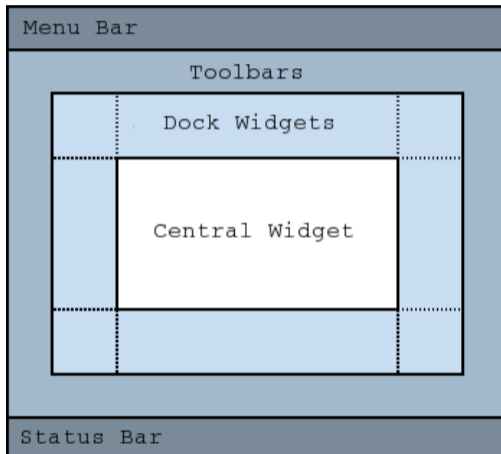 Menu Bar
Toolbars
Dock Widgets
Central Widget
Status Bar